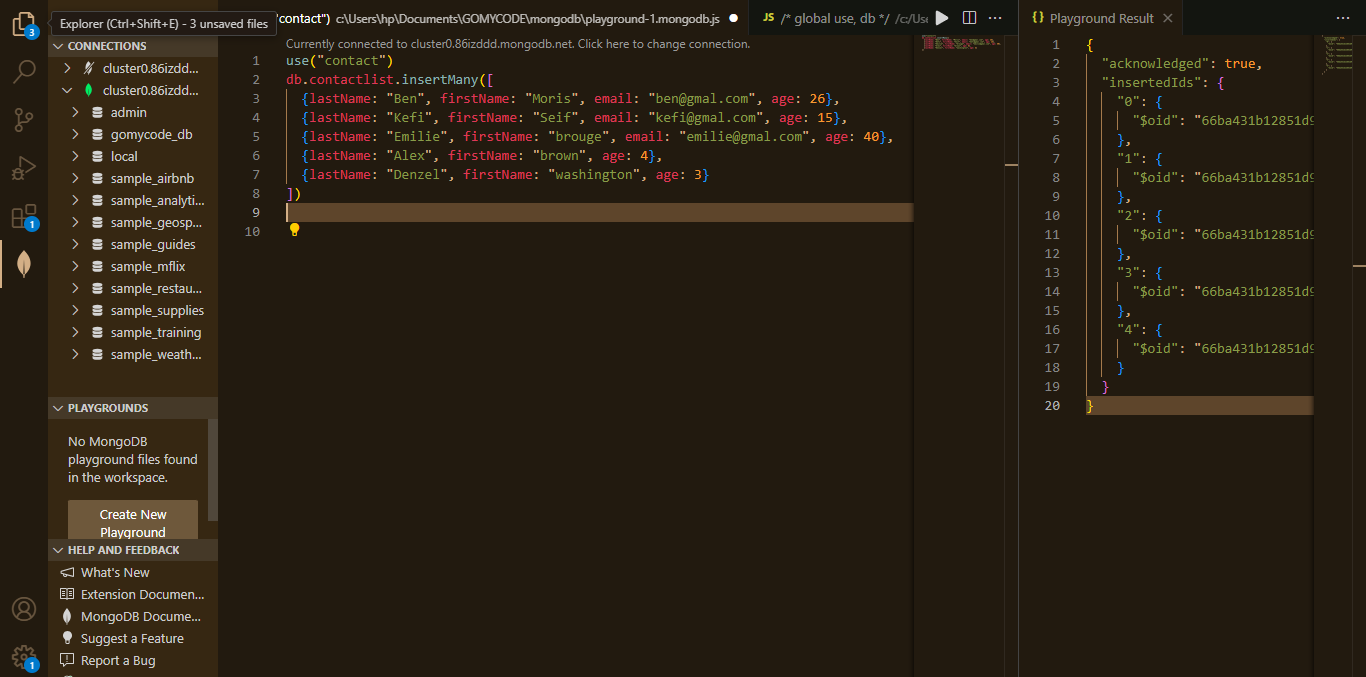 Explorer (Ctrl+Shift+E) - 3 unsaved files
"contact") c:\Users\hp\Documents\GOMYCODE\mongodb\playground-1.mongodb.js
JS /* global use, db */ /c:/Use
{} Playground Result
3
CONNECTIONS
cluster0.86izdd...
cluster0.86izdd...
admin
gomycode_db
local
sample_airbnb
sample_analyti...
sample_geosp...
sample_guides
sample_mflix
sample_restau...
sample_supplies
sample_training
sample_weath...
1
PLAYGROUNDS
No MongoDB
playground files found
in the workspace.
Create New
Playground
HELP AND FEEDBACK
What's New
Extension Documen...
MongoDB Docume...
Suggest a Feature
Report a Bug
1
Currently connected to cluster0.86izddd.mongodb.net. Click here to change connection.
1 use("contact")
2 db.contactlist.insertMany([
3 {lastName: "Ben", firstName: "Moris", email: "ben@gmal.com", age: 26},
4 {lastName: "Kefi", firstName: "Seif", email: "kefi@gmal.com", age: 15},
5 {lastName: "Emilie", firstName: "brouge", email: "emilie@gmal.com", age: 40},
6 {lastName: "Alex", firstName: "brown", age: 4},
7 {lastName: "Denzel", firstName: "washington", age: 3}
8 ])
9
10
1 {
2 "acknowledged": true,
3 "insertedIds": {
4 "0": {
5 "$oid": "66ba431b12851d9
6 },
7 "1": {
8 "$oid": "66ba431b12851d9
9 },
10 "2": {
11 "$oid": "66ba431b12851d9
12 },
13 "3": {
14 "$oid": "66ba431b12851d9
15 },
16 "4": {
17 "$oid": "66ba431b12851d9
18 }
19 }
20 }